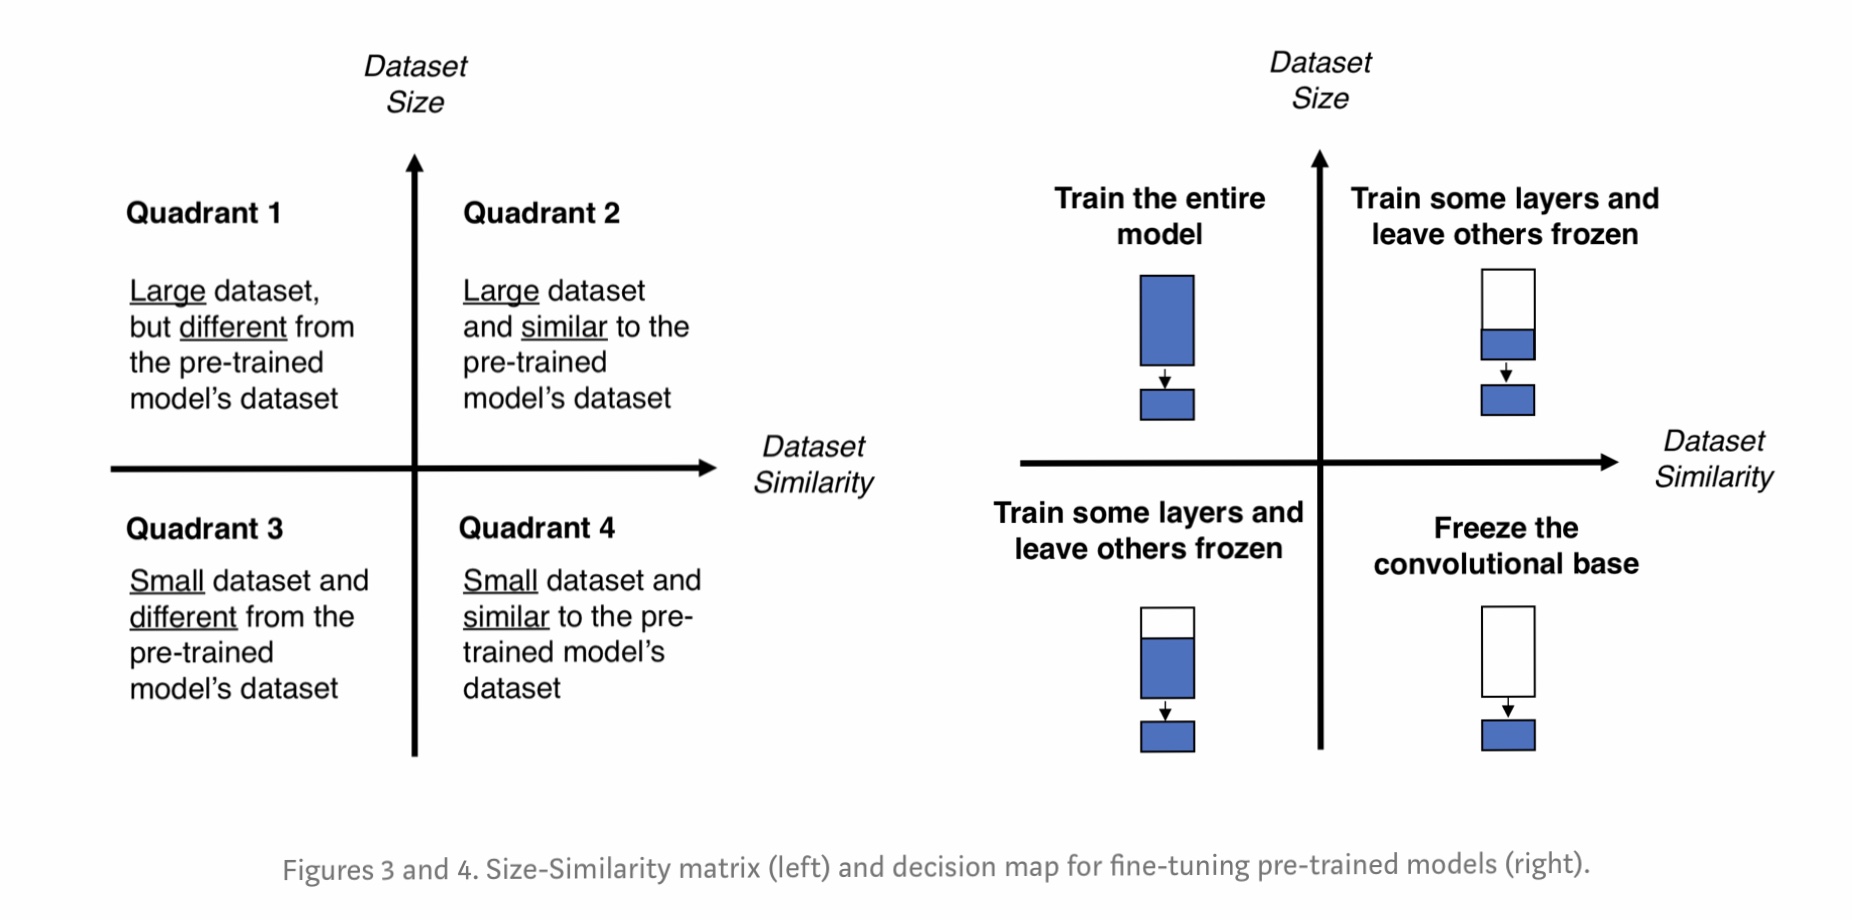 Dataset
Size
Quadrant 1
Large dataset,
but different from
the pre-trained
model’s dataset
Quadrant 2
Large dataset
and similar to the
pre-trained
model’s dataset
Dataset
Similarity
Quadrant 3
Small dataset and
different from the
pre-trained
model’s dataset
Quadrant 4
Small dataset and
similar to the pre-
trained model’s
dataset
Dataset
Size
Train the entire
model
Train some layers and
leave others frozen
Dataset
Similarity
Train some layers and
leave others frozen
Freeze the
convolutional base
Figures 3 and 4. Size-Similarity matrix (left) and decision map for fine-tuning pre-trained models (right).